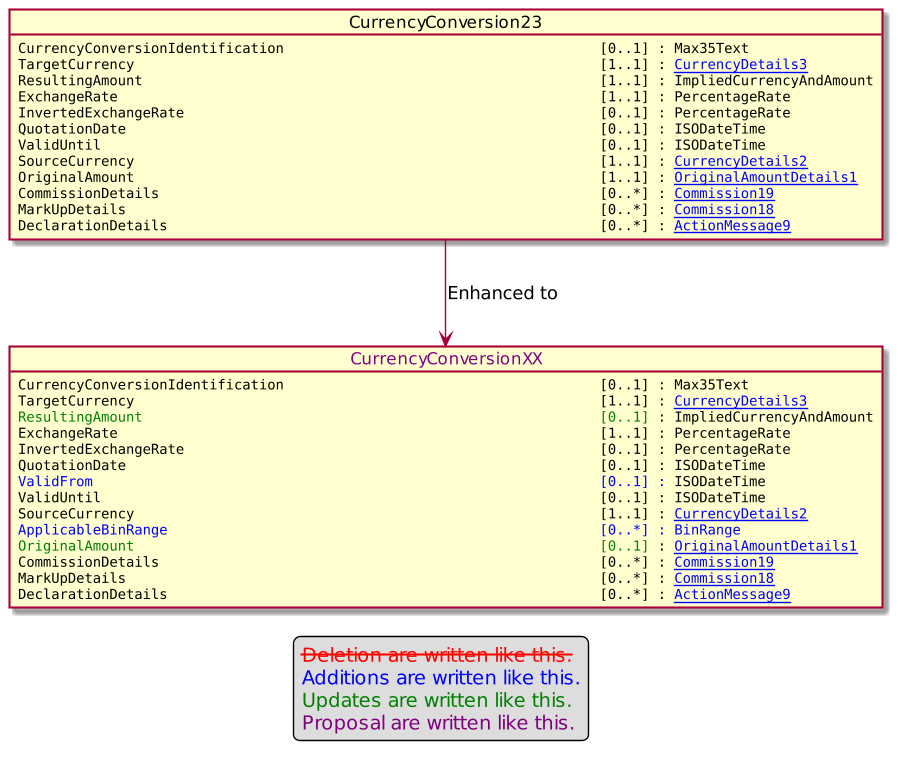 CurrencyConversion23
CurrencyConversionIdentification [0..1] : Max35Text
TargetCurrency [1..1] : CurrencyDetails3
ResultingAmount [1..1] : ImpliedCurrencyAndAmount
ExchangeRate [1..1] : PercentageRate
InvertedExchangeRate [0..1] : PercentageRate
QuotationDate [0..1] : ISODateTime
ValidUntil [0..1] : ISODateTime
SourceCurrency [1..1] : CurrencyDetails2
OriginalAmount [1..1] : OriginalAmountDetails1
CommissionDetails [0..*] : Commission19
MarkUpDetails [0..*] : Commission18
DeclarationDetails [0..*] : ActionMessage9
Enhanced to
CurrencyConversionXX
CurrencyConversionIdentification [0..1] : Max35Text
TargetCurrency [1..1] : CurrencyDetails3
ResultingAmount [0..1] : ImpliedCurrencyAndAmount
ExchangeRate [1..1] : PercentageRate
InvertedExchangeRate [0..1] : PercentageRate
QuotationDate [0..1] : ISODateTime
ValidFrom [0..1] : ISODateTime
ValidUntil [0..1] : ISODateTime
SourceCurrency [1..1] : CurrencyDetails2
ApplicableBinRange [0..*] : BinRange
OriginalAmount [0..1] : OriginalAmountDetails1
CommissionDetails [0..*] : Commission19
MarkUpDetails [0..*] : Commission18
DeclarationDetails [0..*] : ActionMessage9
Deletion are written like this.
Additions are written like this.
Updates are written like this.
Proposal are written like this.